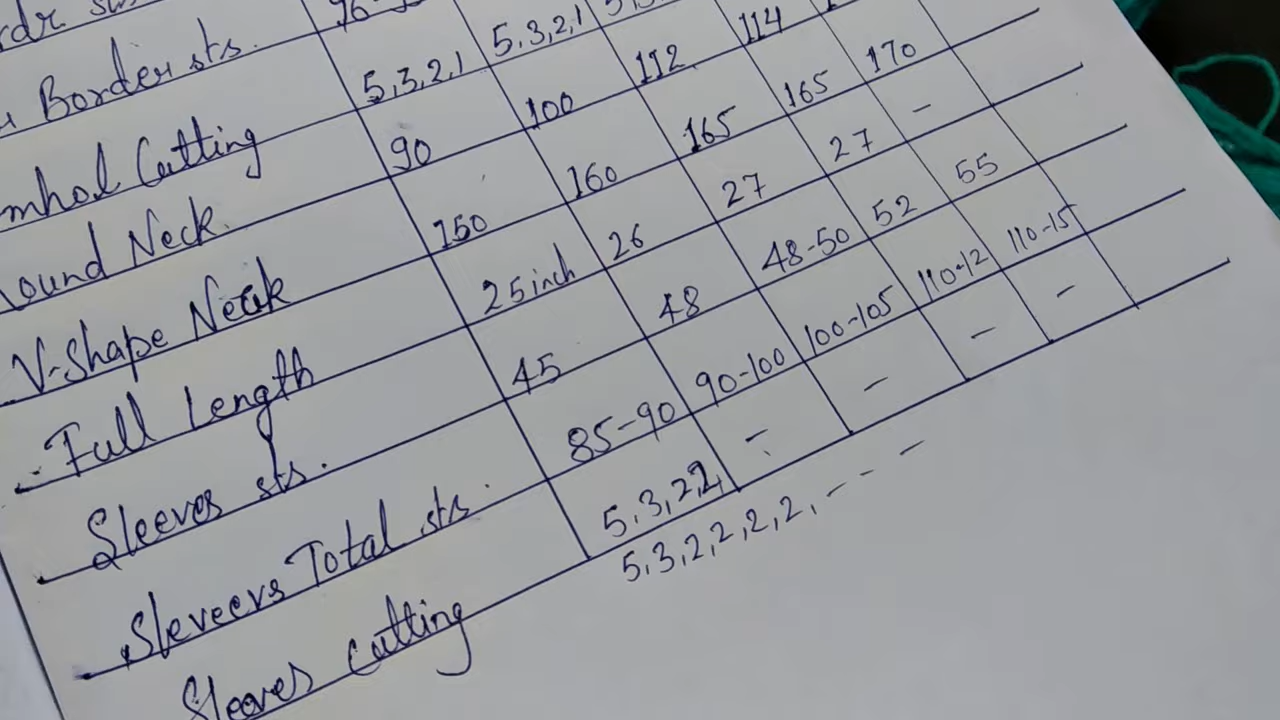 Border sts. 96-
Cutting 5,3,2,1 5,3,2,1
ound Neck. 90 100 112 114
V-Shape Neck 150 160 165 165 170
Full Length 25 inch 26 27 27 -
Sleeves sts. 45 48 48-50 52 55
Sleveers Total sts. 85-90 90-100 100-105 110-12 110-15
Sleeves Cutting 5,3,2,2, - - - -
5,3,2,2,2,2, - - -